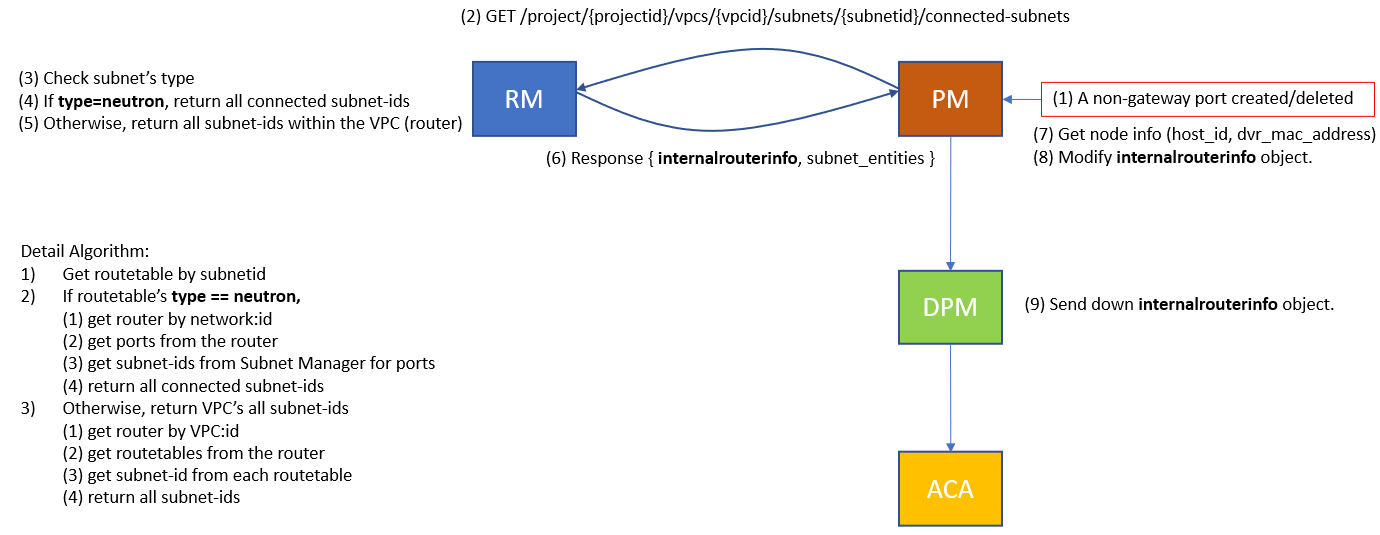 (2) GET /project/{projectid}/vpcs/{vpcid}/subnets/{subnetid}/connected-subnets
(3) Check subnet’s type
(4) If type=neutron, return all connected subnet-ids
(5) Otherwise, return all subnet-ids within the VPC (router)
RM
PM
(1) A non-gateway port created/deleted
(7) Get node info (host_id, dvr_mac_address)
(8) Modify internalrouterinfo object.
(6) Response { internalrouterinfo, subnet_entities }
Detail Algorithm:
1) Get routetable by subnetid
2) If routetable’s type == neutron,
(1) get router by network:id
(2) get ports from the router
(3) get subnet-ids from Subnet Manager for ports
(4) return all connected subnet-ids
3) Otherwise, return VPC’s all subnet-ids
(1) get router by VPC:id
(2) get routetables from the router
(3) get subnet-id from each routetable
(4) return all subnet-ids
DPM
(9) Send down internalrouterinfo object.
ACA